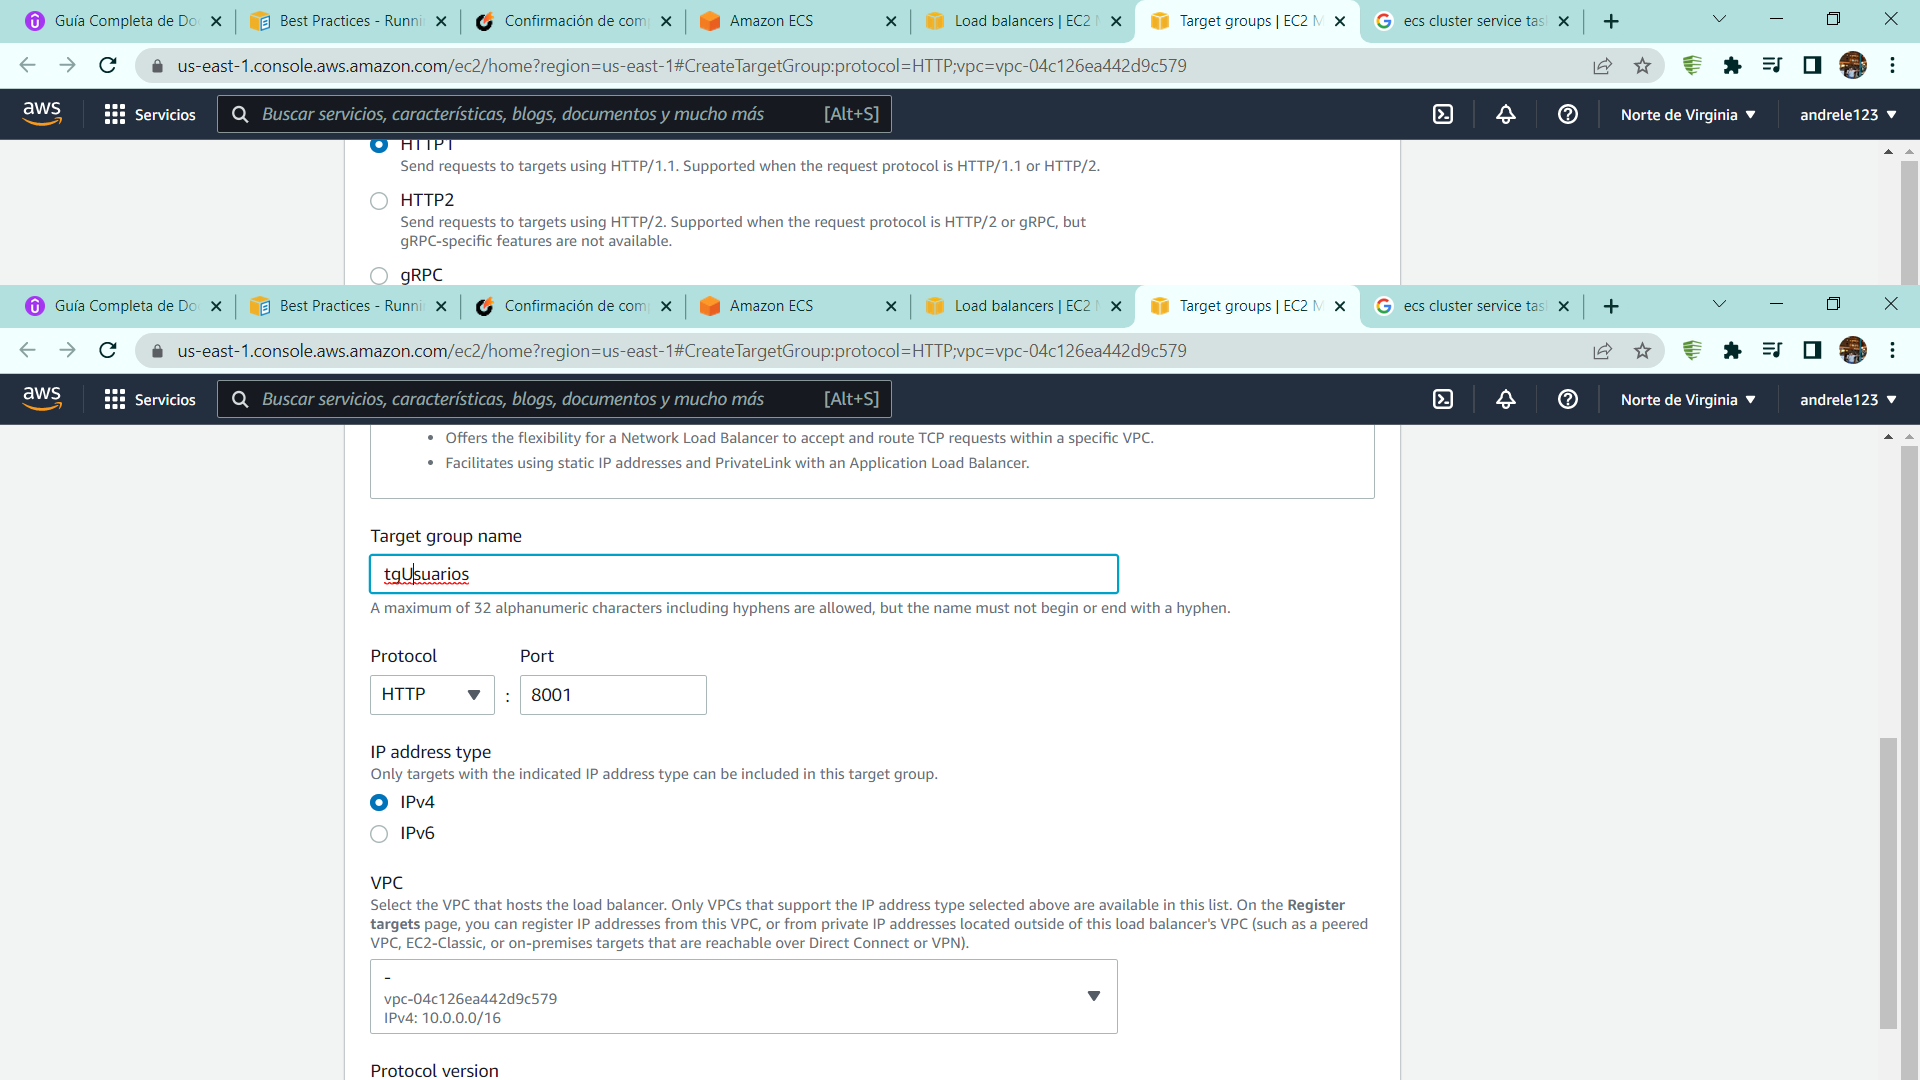 Guía Completa de Do
Best Practices - Runni
Confirmación de com
Amazon ECS
Load balancers | EC2 M
Target groups | EC2 M
ecs cluster service tas
us-east-1.console.aws.amazon.com/ec2/home?region=us-east-1#CreateTargetGroup:protocol=HTTP;vpc=vpc-04c126ea442d9c579
aws
Servicios
Buscar servicios, características, blogs, documentos y mucho más [Alt+S]
Norte de Virginia
andrele123
HTTP1
Send requests to targets using HTTP/1.1. Supported when the request protocol is HTTP/1.1 or HTTP/2.
HTTP2
Send requests to targets using HTTP/2. Supported when the request protocol is HTTP/2 or gRPC, but
gRPC-specific features are not available.
gRPC
Guía Completa de Do
Best Practices - Runni
Confirmación de com
Amazon ECS
Load balancers | EC2 M
Target groups | EC2 M
ecs cluster service tas
us-east-1.console.aws.amazon.com/ec2/home?region=us-east-1#CreateTargetGroup:protocol=HTTP;vpc=vpc-04c126ea442d9c579
aws
Servicios
Buscar servicios, características, blogs, documentos y mucho más [Alt+S]
Norte de Virginia
andrele123
• Offers the flexibility for a Network Load Balancer to accept and route TCP requests within a specific VPC.
• Facilitates using static IP addresses and PrivateLink with an Application Load Balancer.
Target group name
tgUsuarios
A maximum of 32 alphanumeric characters including hyphens are allowed, but the name must not begin or end with a hyphen.
Protocol Port
HTTP : 8001
IP address type
Only targets with the indicated IP address type can be included in this target group.
IPv4
IPv6
VPC
Select the VPC that hosts the load balancer. Only VPCs that support the IP address type selected above are available in this list. On the Register
targets page, you can register IP addresses from this VPC, or from private IP addresses located outside of this load balancer's VPC (such as a peered
VPC, EC2-Classic, or on-premises targets that are reachable over Direct Connect or VPN).
-
vpc-04c126ea442d9c579
IPv4: 10.0.0.0/16
Protocol version